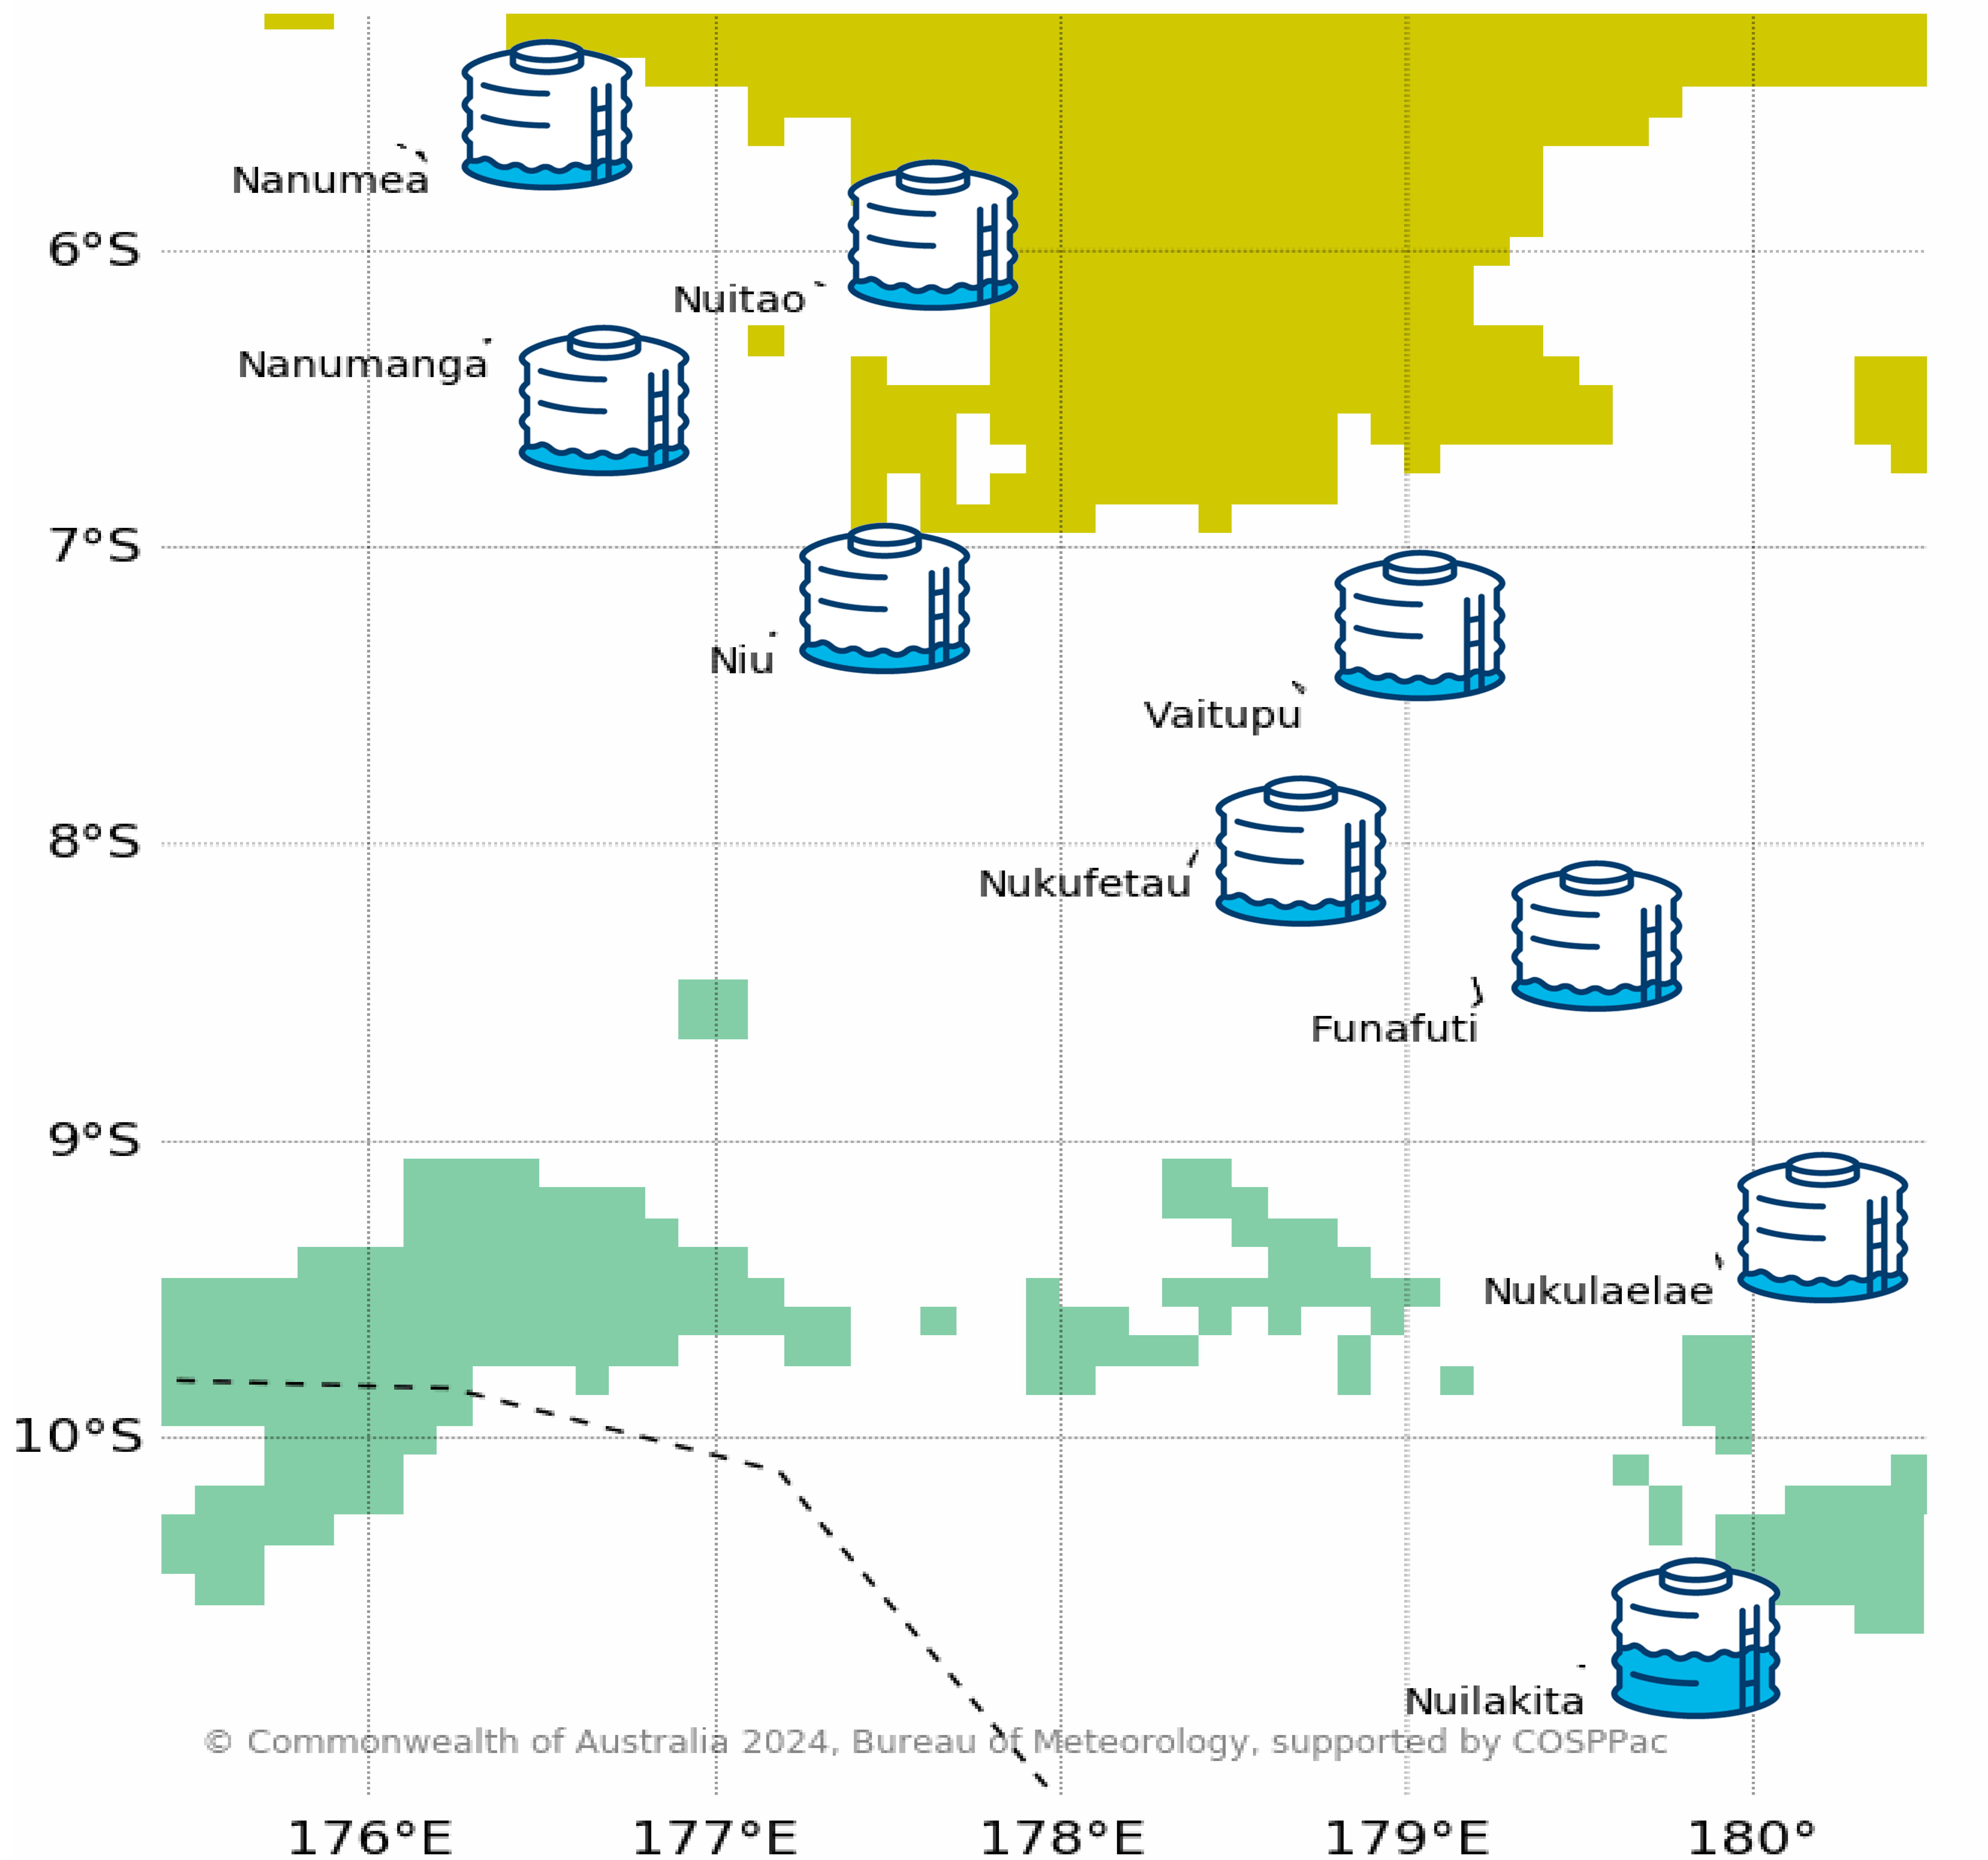 Nanumea
6°S
Nuitao
Nanumanga
7°S
Niu
Vaitupu
8°S
Nukufetau
Funafuti
9°S
Nukulaelae
10°S
Nuilakita
© Commonwealth of Australia 2024, Bureau of Meteorology, supported by COSPPac
176°E 177°E 178°E 179°E 180°